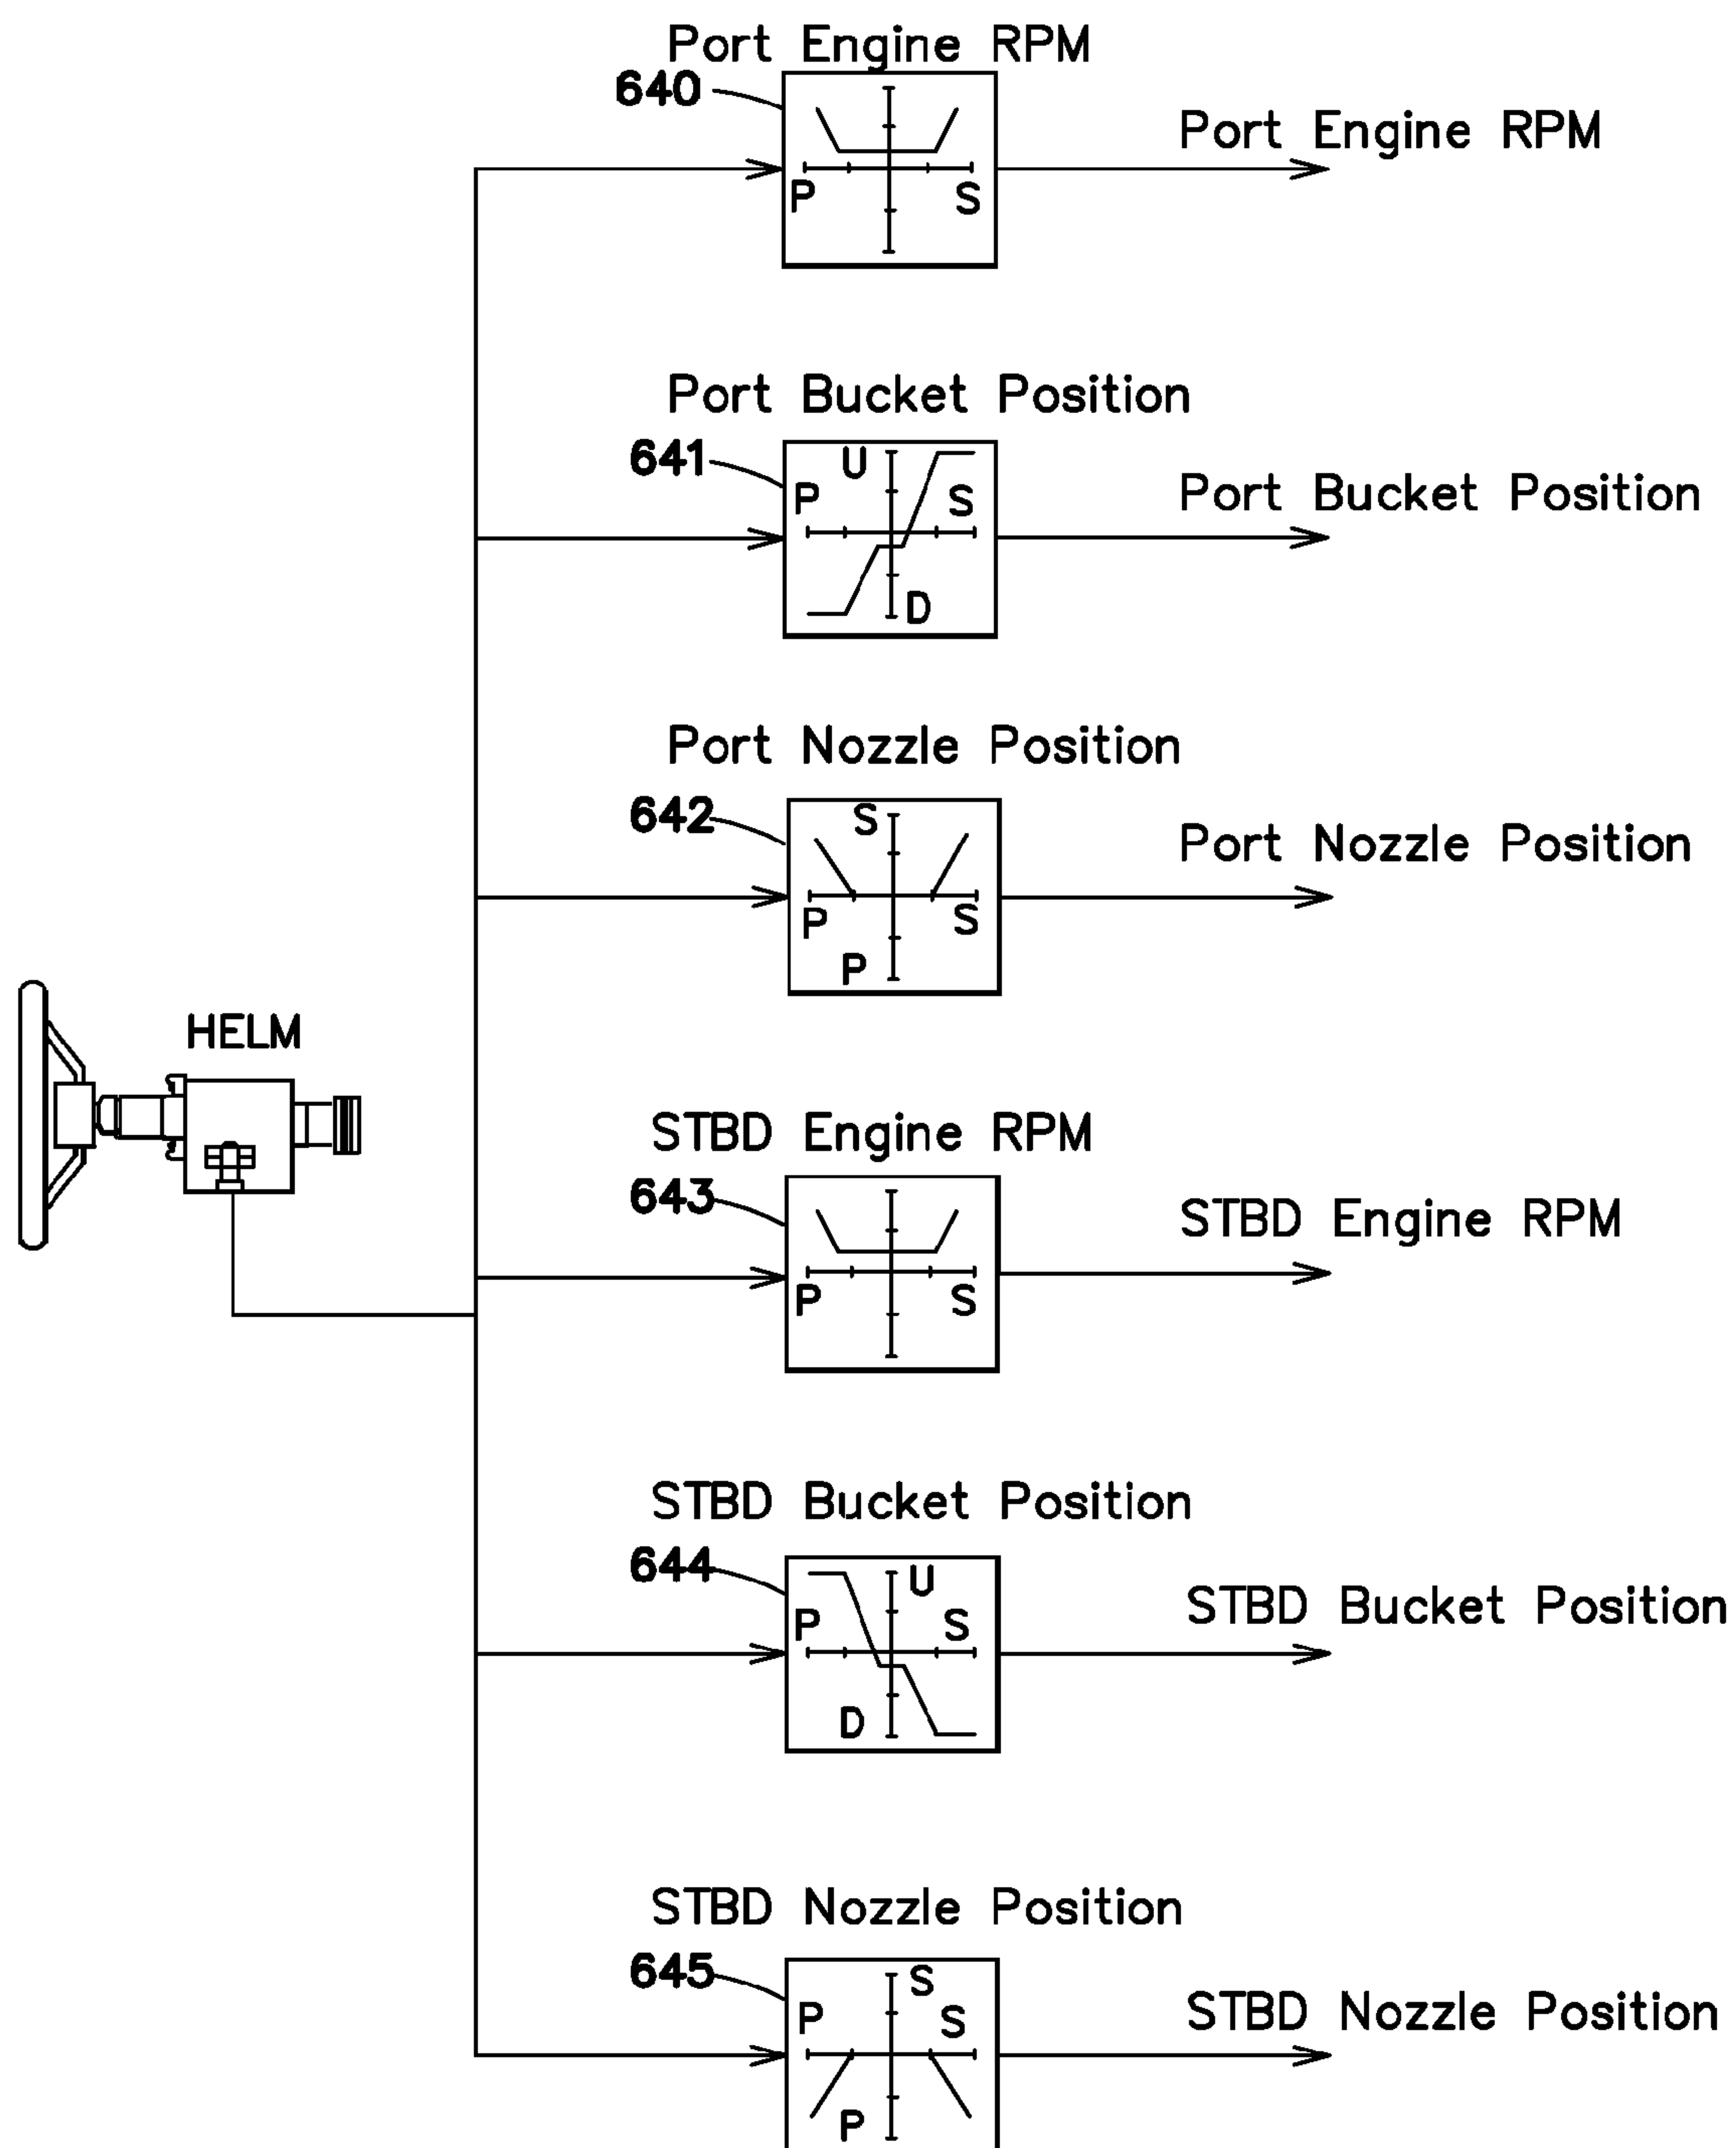 Port Engine RPM
640
P
S
Port Engine RPM
Port Bucket Position
641
U
P
S
D
Port Bucket Position
Port Nozzle Position
642
S
P
S
P
Port Nozzle Position
HELM
STBD Engine RPM
643
P
S
STBD Engine RPM
STBD Bucket Position
644
U
P
S
D
STBD Bucket Position
STBD Nozzle Position
645
S
P
S
P
STBD Nozzle Position